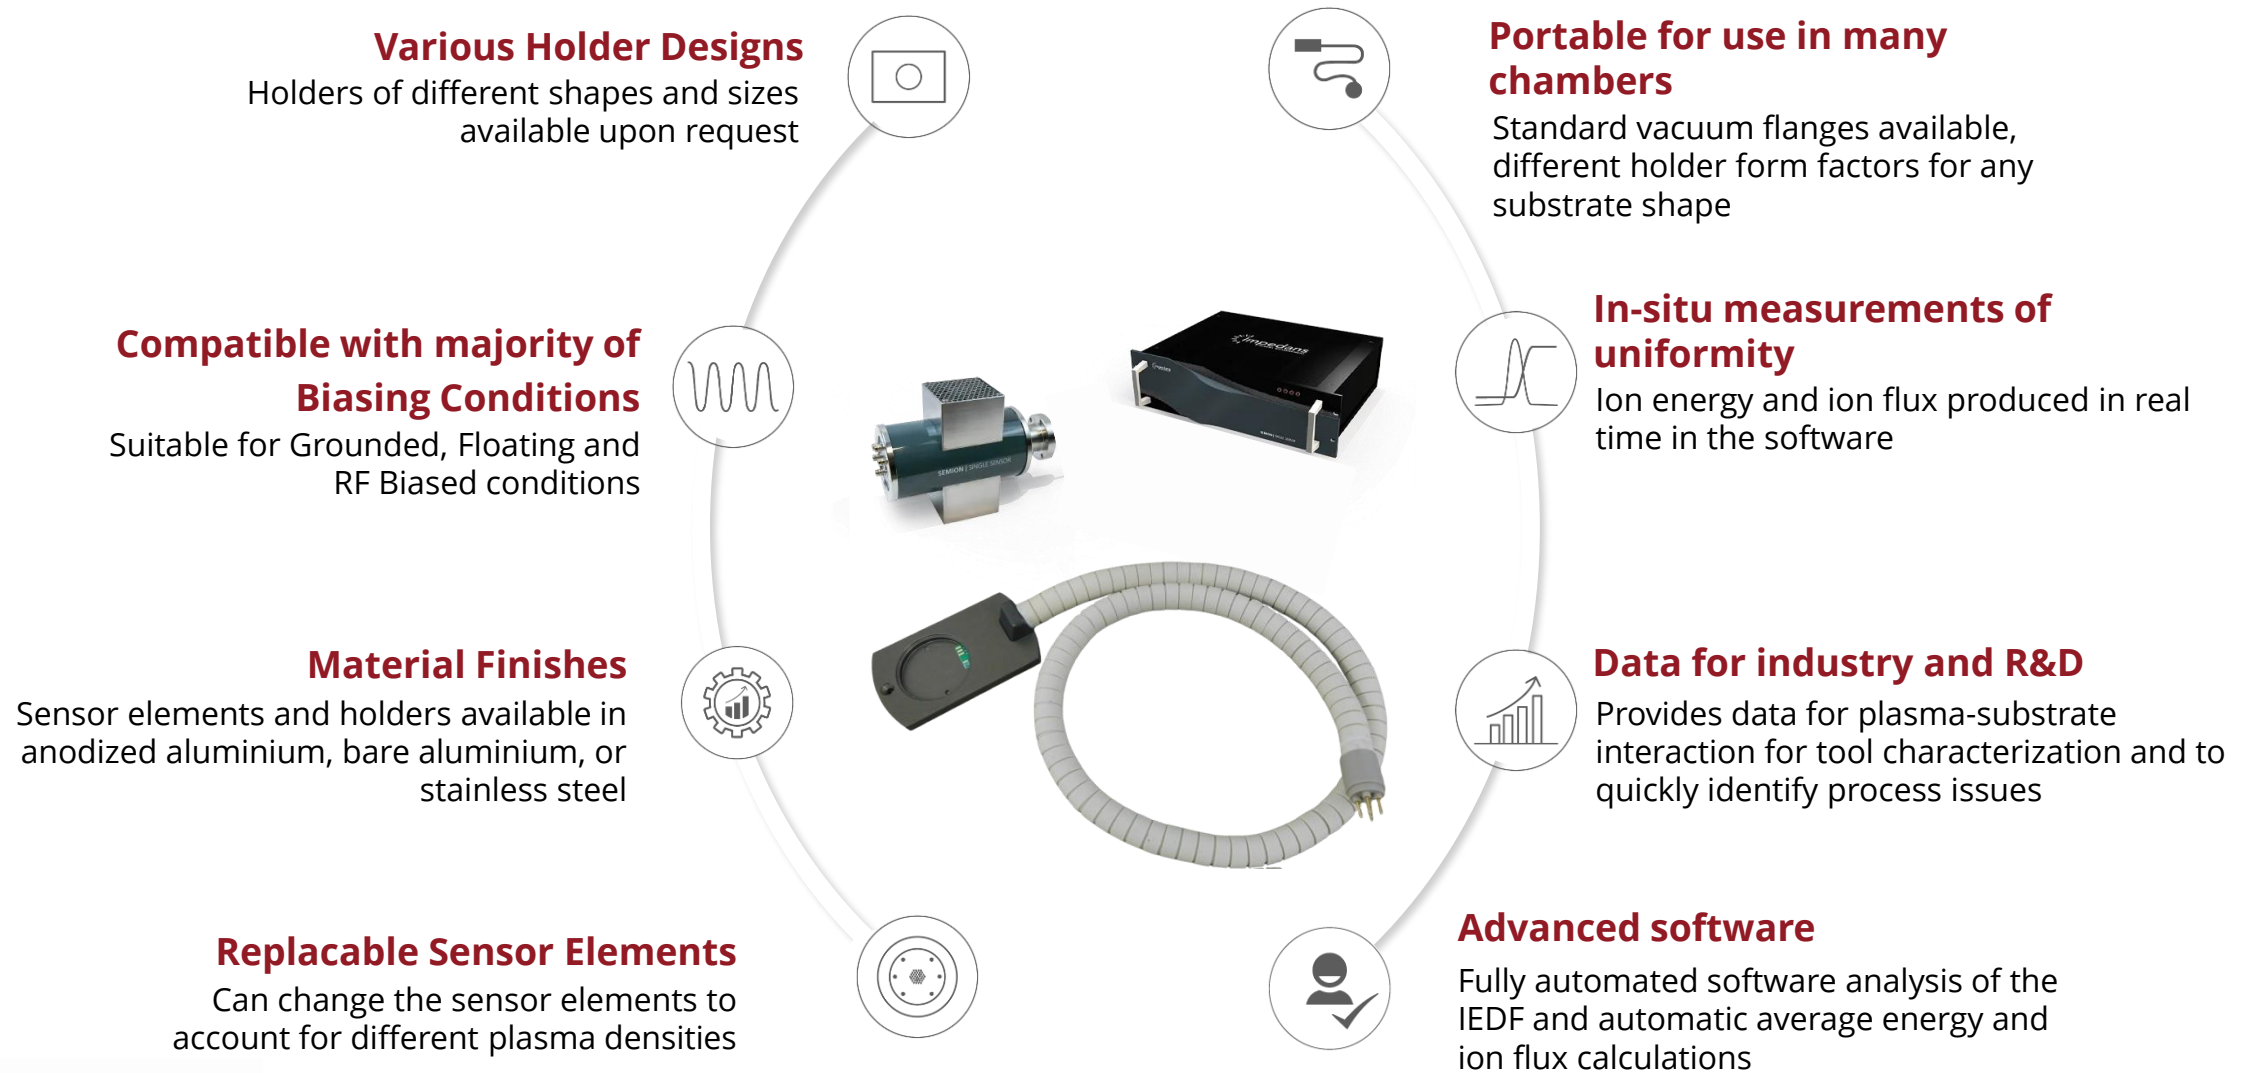 Various Holder Designs
Holders of different shapes and sizes
available upon request
Compatible with majority of
Biasing Conditions
Suitable for Grounded, Floating and
RF Biased conditions
Material Finishes
Sensor elements and holders available in
anodized aluminium, bare aluminium, or
stainless steel
Replacable Sensor Elements
Can change the sensor elements to
account for different plasma densities
Portable for use in many
chambers
Standard vacuum flanges available,
different holder form factors for any
substrate shape
In-situ measurements of
uniformity
Ion energy and ion flux produced in real
time in the software
Data for industry and R&D
Provides data for plasma-substrate
interaction for tool characterization and to
quickly identify process issues
Advanced software
Fully automated software analysis of the
IEDF and automatic average energy and
ion flux calculations
impedans
SEMION | SINGLE SENSOR